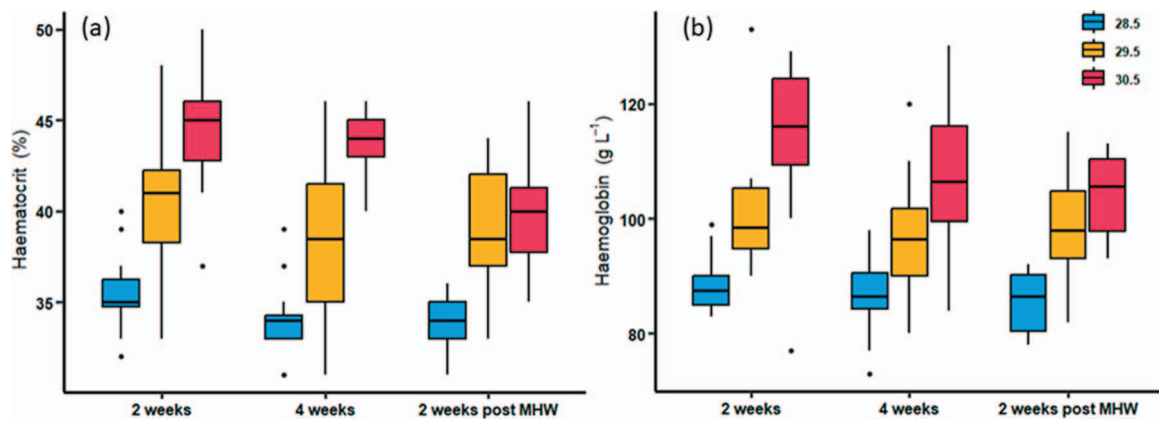 (a)
Haematocrit (%)
50
45
40
35
2 weeks
4 weeks
2 weeks post MHW
(b)
Haemoglobin (g L⁻¹)
120
100
80
2 weeks
4 weeks
2 weeks post MHW
28.5
29.5
30.5